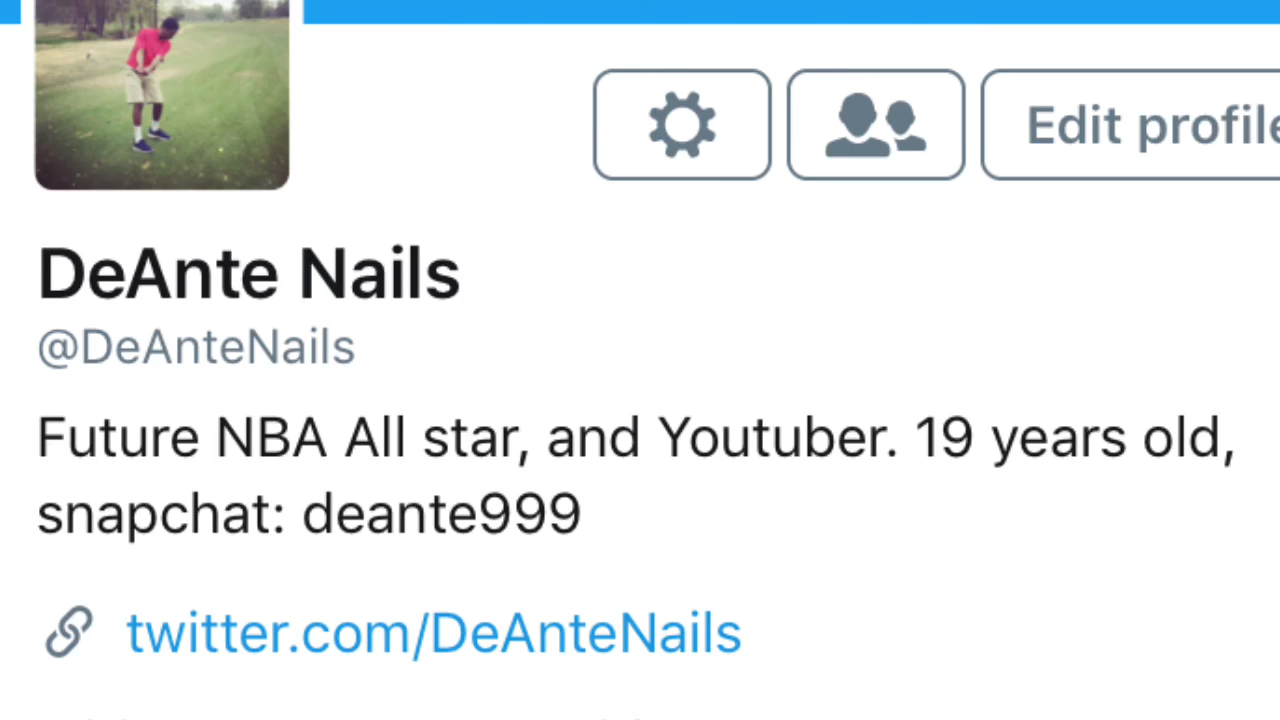 Edit profile
DeAnte Nails
@DeAnteNails
Future NBA All star, and Youtuber. 19 years old,
snapchat: deante999
twitter.com/DeAnteNails